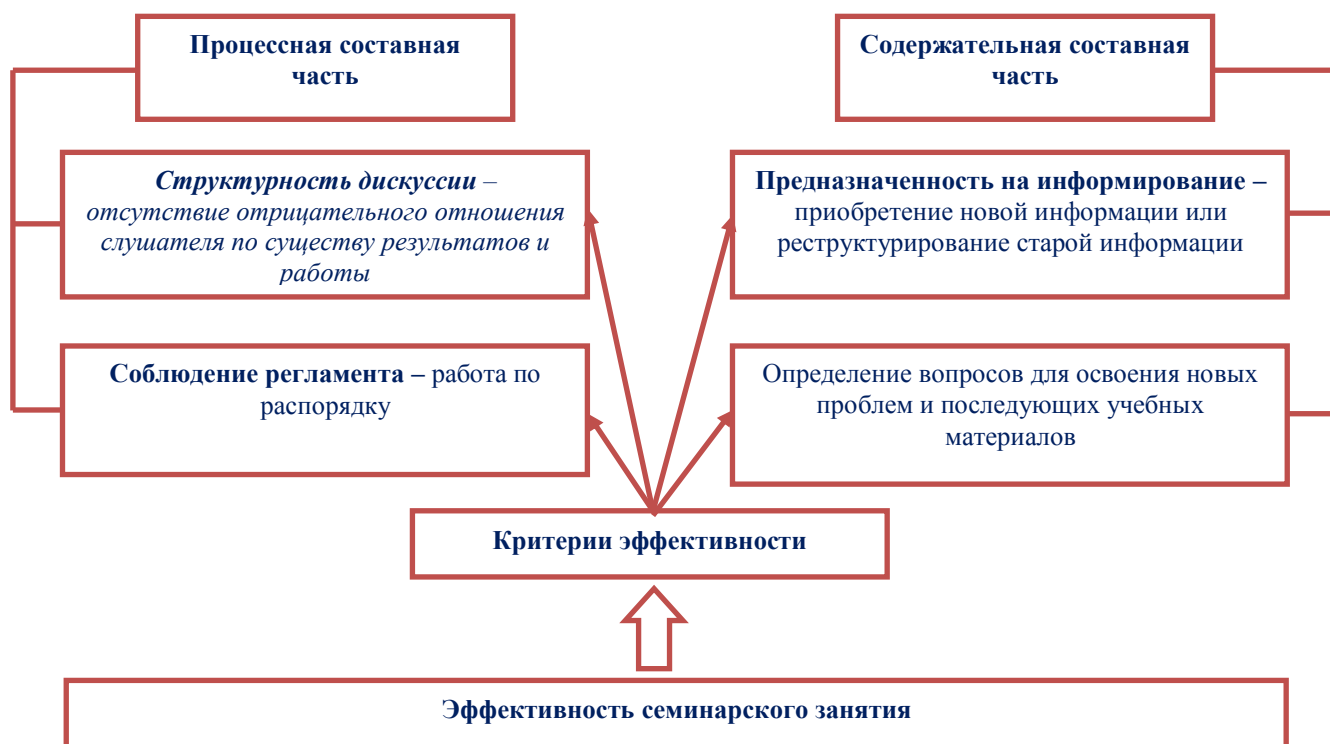 Процессная составная
часть
Содержательная составная
часть
Структурность дискуссии –
отсутствие отрицательного отношения
слушателя по существу результатов и
работы
Предназначенность на информирование –
приобретение новой информации или
реструктурирование старой информации
Соблюдение регламента – работа по
распорядку
Определение вопросов для освоения новых
проблем и последующих учебных
материалов
Критерии эффективности
Эффективность семинарского занятия